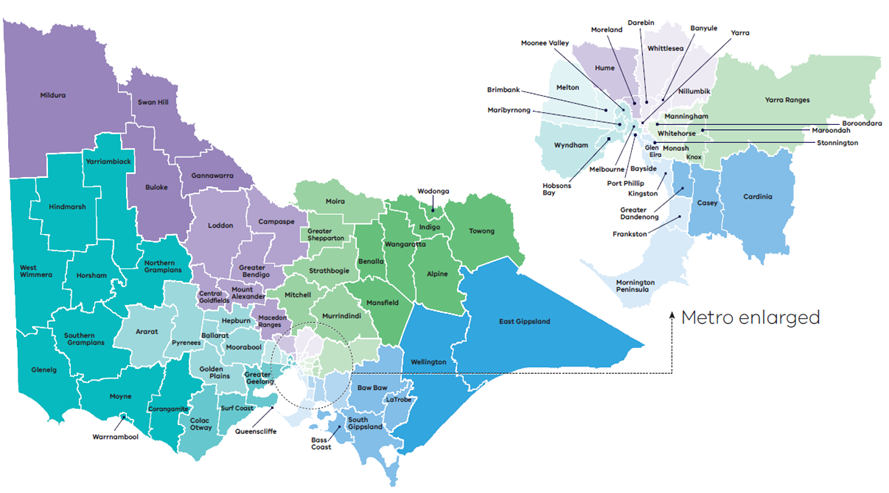 Mildura
Swan Hill
Yarriambiack
Buloke
Gannawarra
Hindmarsh
Loddon
Campaspe
Moira
Wodonga
Indigo
Towong
Greater
Shepparton
Wangaratta
Benalla
Alpine
West
Wimmera
Horsham
Northern
Grampians
Greater
Bendigo
Strathbogie
Central
Goldfields
Mount
Alexander
Mitchell
Mansfield
Macedon
Ranges
Murrindindi
Southern
Grampians
Ararat
Pyrenees
Hepburn
Ballarat
Moorabool
East Gippsland
Wellington
Glenelg
Golden
Plains
Greater
Geelong
Moyne
Corangamite
Surf Coast
Colac
Otway
Warrnambool
Queenscliffe
Baw Baw
LaTrobe
South
Gippsland
Bass
Coast
Darebin
Moreland
Banyule
Yarra
Moonee Valley
Whittlesea
Hume
Melton
Nillumbik
Brimbank
Maribyrnong
Yarra Ranges
Manningham
Boroondara
Maroondah
Whitehorse
Stonnington
Wyndham
Glen
Eira
Monash
Knox
Hobsons
Bay
Melbourne
Bayside
Port Phillip
Kingston
Greater
Dandenong
Casey
Cardinia
Frankston
Mornington
Peninsula
Metro enlarged